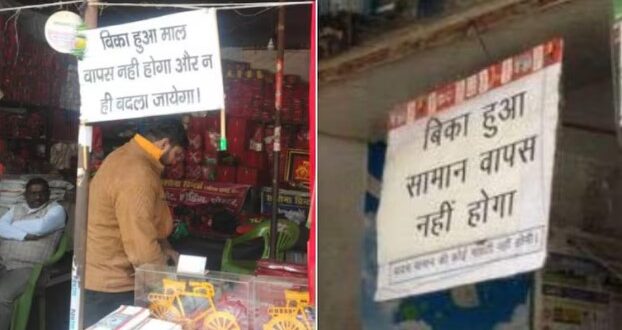 बिका हुआ माल
वापस नही होगा और न
ही बदला जायेगा।
बिका हुआ
सामान वापस
नहीं होगा